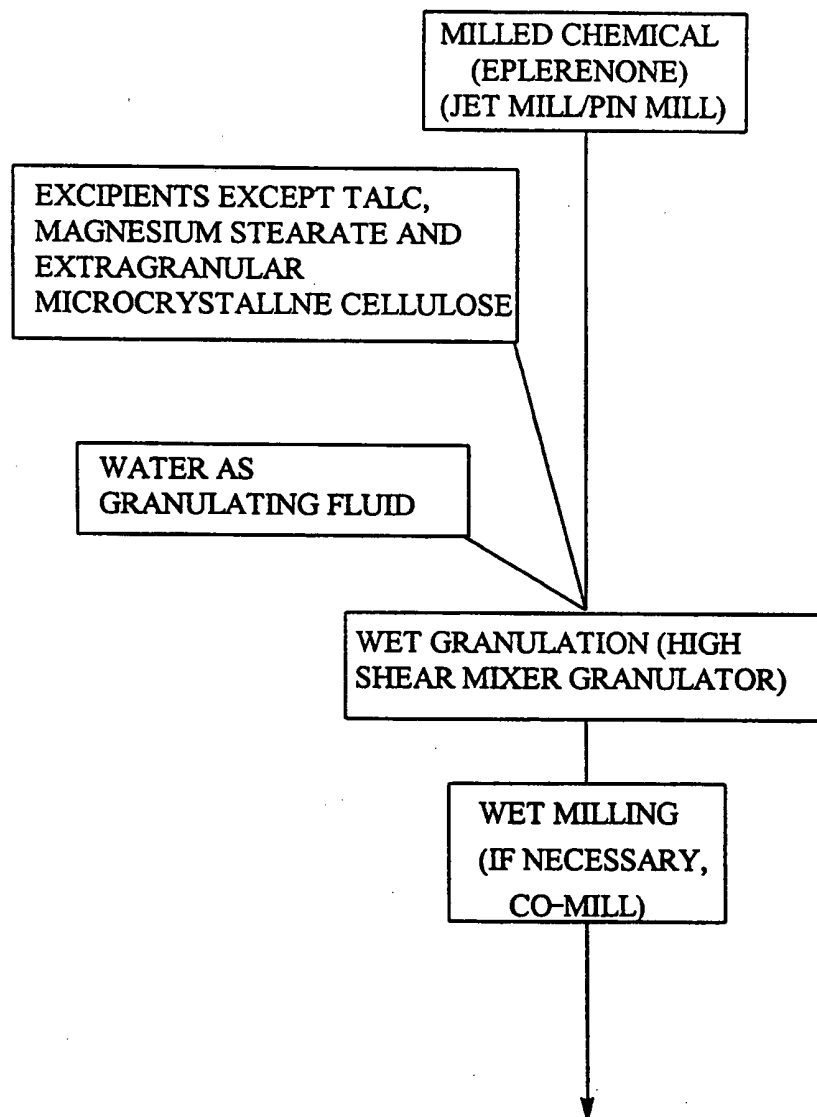 MILLED CHEMICAL
(EPLERENONE)
(JET MILL/PIN MILL)
EXCIPIENTS EXCEPT TALC,
MAGNESIUM STEARATE AND
EXTRAGRANULAR
MICROCRYSTALLNE CELLULOSE
WATER AS
GRANULATING FLUID
WET GRANULATION (HIGH
SHEAR MIXER GRANULATOR)
WET MILLING
(IF NECESSARY,
CO-MILL)